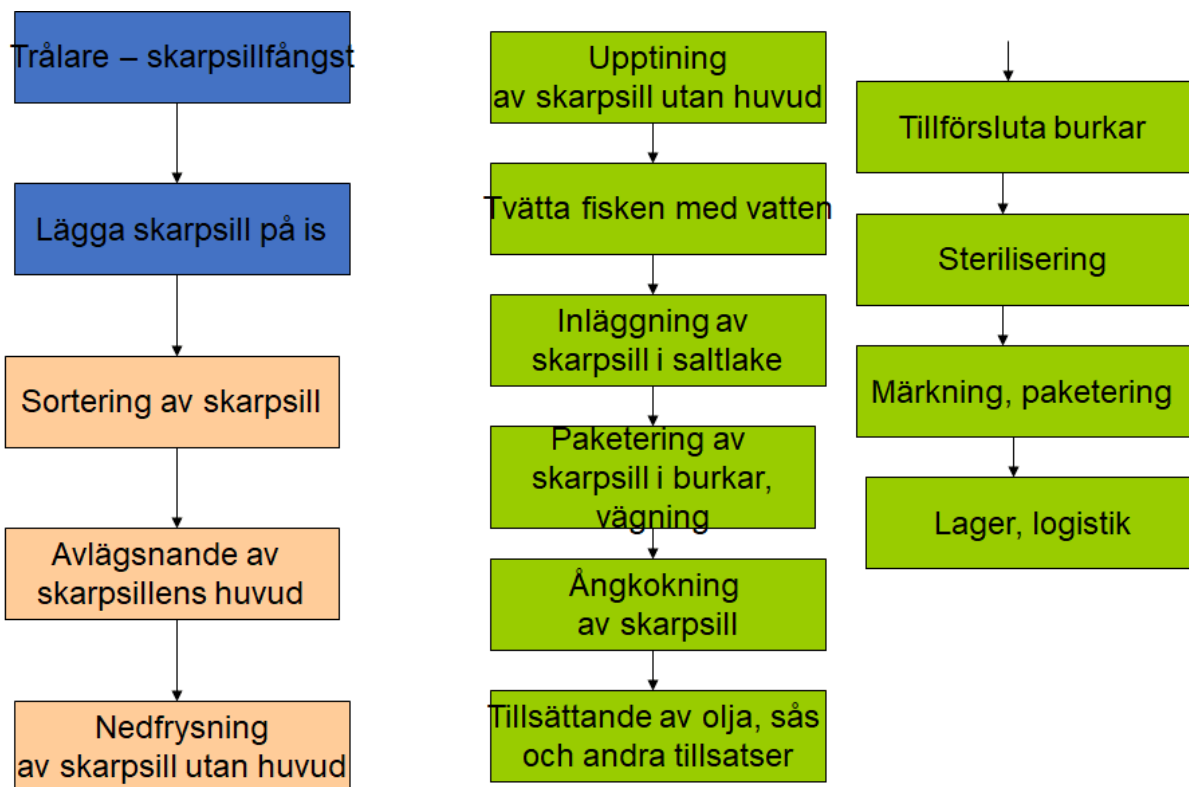 Trålare – skarpsillfångst
Lägga skarpsill på is
Sortering av skarpsill
Avlägsnande av
skarpsillens huvud
Nedfrysning
av skarpsill utan huvud
Upptining
av skarpsill utan huvud
Tvätta fisken med vatten
Inläggning av
skarpsill i saltlake
Paketering av
skarpsill i burkar,
vägning
Ångkokning
av skarpsill
Tillsättande av olja, sås
och andra tillsatser
Tillförsluta burkar
Sterilisering
Märkning, paketering
Lager, logistik